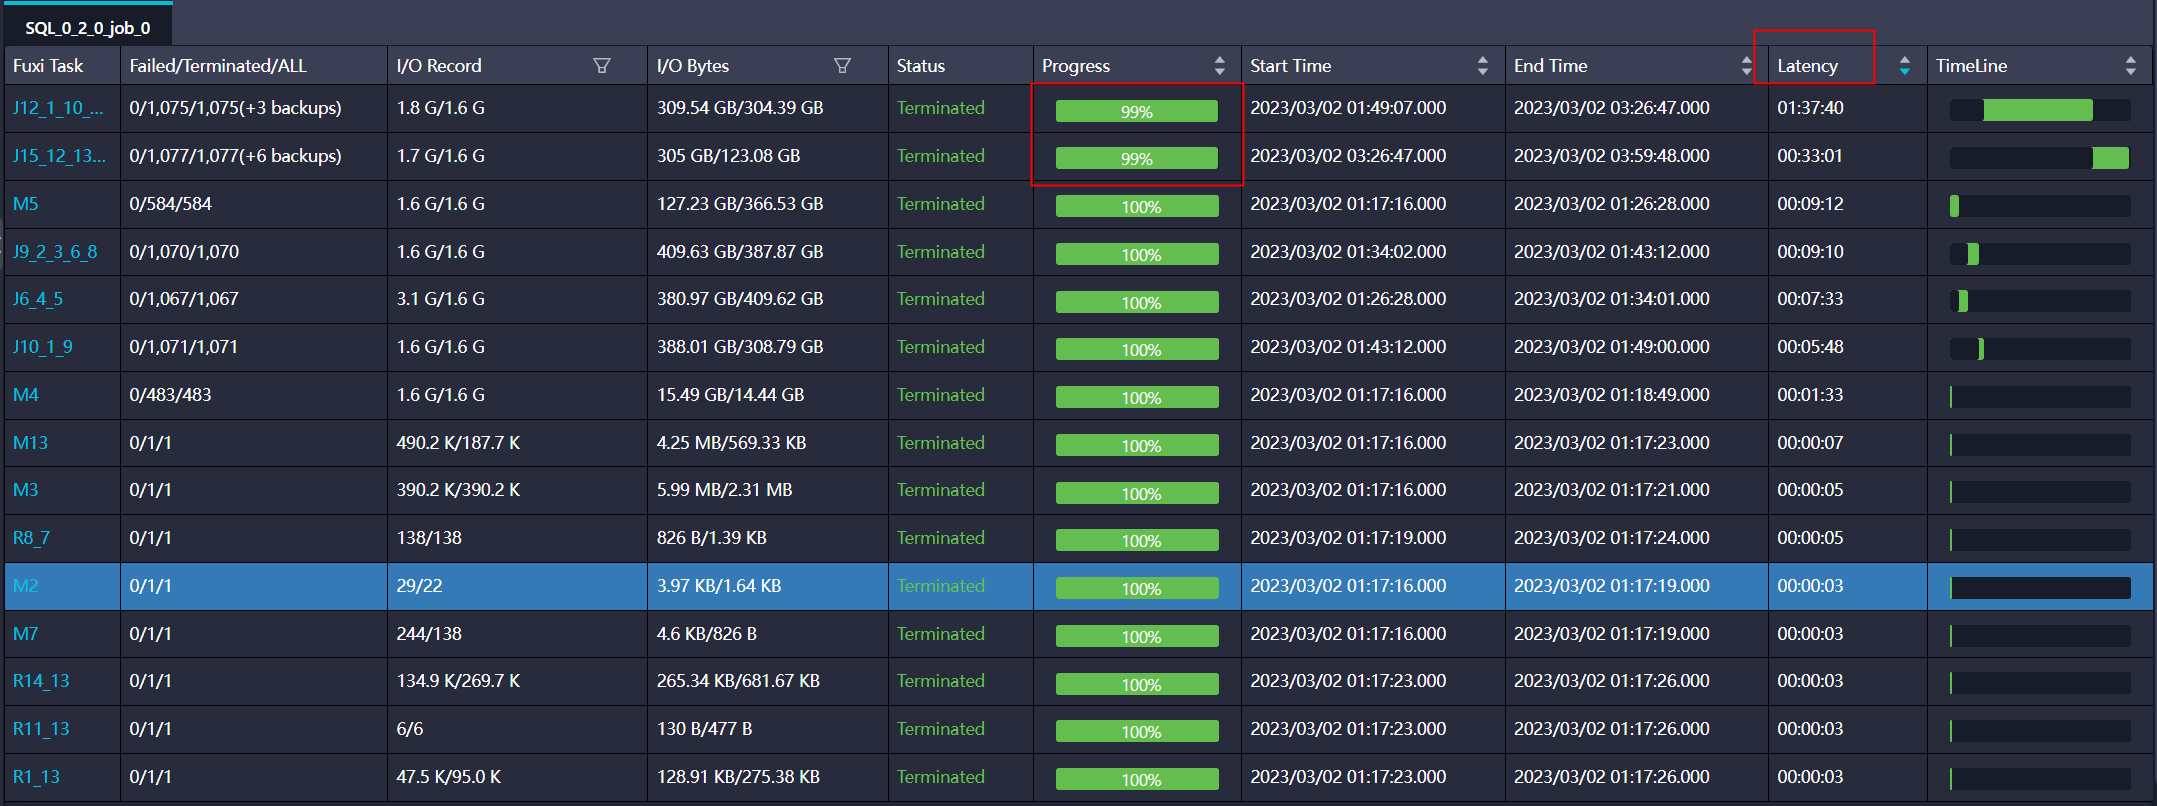 SQL_0_2_0_job_0
Fuxi Task Failed/Terminated/ALL I/O Record I/O Bytes Status Progress Start Time End Time Latency TimeLine
J12_1_10_... 0/1,075/1,075(+3 backups) 1.8 G/1.6 G 309.54 GB/304.39 GB Terminated 99% 2023/03/02 01:49:07.000 2023/03/02 03:26:47.000 01:37:40
J15_12_13... 0/1,077/1,077(+6 backups) 1.7 G/1.6 G 305 GB/123.08 GB Terminated 99% 2023/03/02 03:26:47.000 2023/03/02 03:59:48.000 00:33:01
M5 0/584/584 1.6 G/1.6 G 127.23 GB/366.53 GB Terminated 100% 2023/03/02 01:17:16.000 2023/03/02 01:26:28.000 00:09:12
J9_2_3_6_8 0/1,070/1,070 1.6 G/1.6 G 409.63 GB/387.87 GB Terminated 100% 2023/03/02 01:34:02.000 2023/03/02 01:43:12.000 00:09:10
J6_4_5 0/1,067/1,067 3.1 G/1.6 G 380.97 GB/409.62 GB Terminated 100% 2023/03/02 01:26:28.000 2023/03/02 01:34:01.000 00:07:33
J10_1_9 0/1,071/1,071 1.6 G/1.6 G 388.01 GB/308.79 GB Terminated 100% 2023/03/02 01:43:12.000 2023/03/02 01:49:00.000 00:05:48
M4 0/483/483 1.6 G/1.6 G 15.49 GB/14.44 GB Terminated 100% 2023/03/02 01:17:16.000 2023/03/02 01:18:49.000 00:01:33
M13 0/1/1 490.2 K/187.7 K 4.25 MB/569.33 KB Terminated 100% 2023/03/02 01:17:16.000 2023/03/02 01:17:23.000 00:00:07
M3 0/1/1 390.2 K/390.2 K 5.99 MB/2.31 MB Terminated 100% 2023/03/02 01:17:16.000 2023/03/02 01:17:21.000 00:00:05
R8_7 0/1/1 138/138 826 B/1.39 KB Terminated 100% 2023/03/02 01:17:19.000 2023/03/02 01:17:24.000 00:00:05
M2 0/1/1 29/22 3.97 KB/1.64 KB Terminated 100% 2023/03/02 01:17:16.000 2023/03/02 01:17:19.000 00:00:03
M7 0/1/1 244/138 4.6 KB/826 B Terminated 100% 2023/03/02 01:17:16.000 2023/03/02 01:17:19.000 00:00:03
R14_13 0/1/1 134.9 K/269.7 K 265.34 KB/681.67 KB Terminated 100% 2023/03/02 01:17:23.000 2023/03/02 01:17:26.000 00:00:03
R11_13 0/1/1 6/6 130 B/477 B Terminated 100% 2023/03/02 01:17:23.000 2023/03/02 01:17:26.000 00:00:03
R1_13 0/1/1 47.5 K/95.0 K 128.91 KB/275.38 KB Terminated 100% 2023/03/02 01:17:23.000 2023/03/02 01:17:26.000 00:00:03